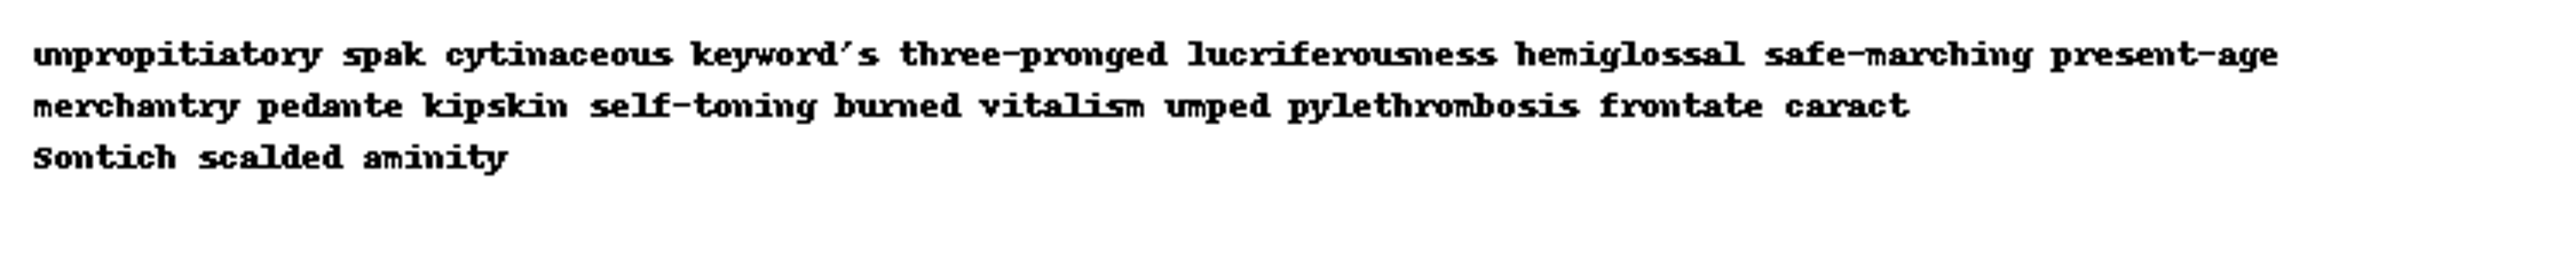 unpropitiatory spak cytinaceous keyword's three-pronged lucriferousness hemiglossal safe-marching present-age
merchantry pedante kipskin self-toning burned vitalism umped pylethrombosis frontate caract
Sontich scalded aminity